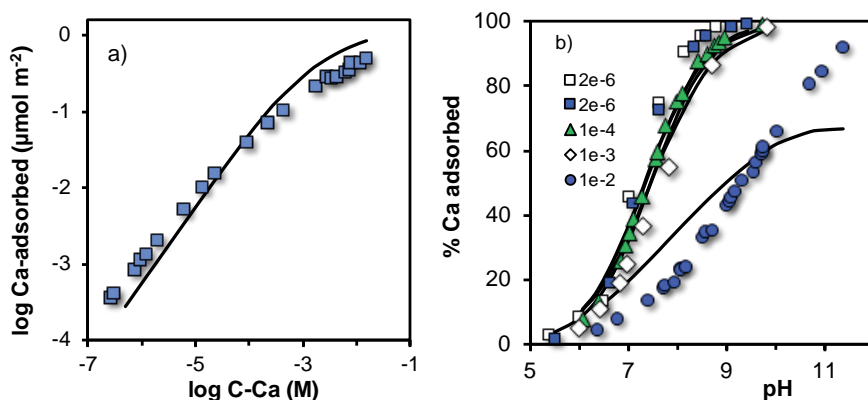 a)
log Ca-adsorbed (μmol m⁻²)
0
-1
-2
-3
-4
-7
-5
-3
-1
log C-Ca (M)
b)
% Ca adsorbed
100
80
60
40
20
0
5
7
9
11
pH
2e-6
2e-6
1e-4
1e-3
1e-2